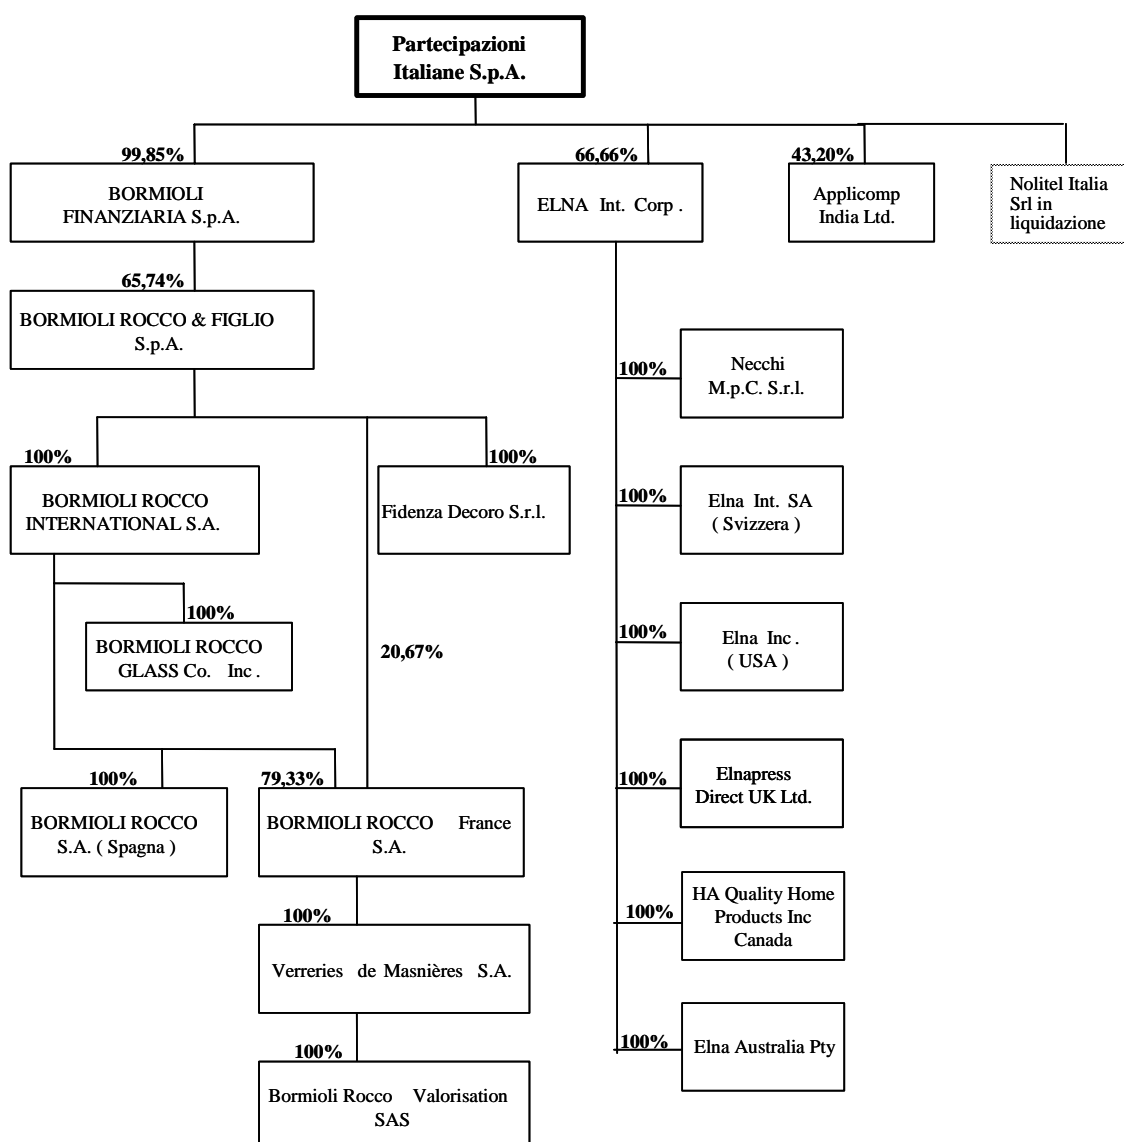 Partecipazioni
Italiane S.p.A.
99,85%
66,66%
43,20%
BORMIOLI
FINANZIARIA S.p.A.
ELNA Int. Corp .
Applicomp
India Ltd.
Nolitel Italia
Srl in
liquidazione
65,74%
BORMIOLI ROCCO & FIGLIO
S.p.A.
100%
Necchi
M.p.C. S.r.l.
100%
100%
BORMIOLI ROCCO
INTERNATIONAL S.A.
Fidenza Decoro S.r.l.
100%
Elna Int. SA
( Svizzera )
100%
BORMIOLI ROCCO
GLASS Co. Inc .
20,67%
100%
Elna Inc .
( USA )
100%
79,33%
BORMIOLI ROCCO
S.A. ( Spagna )
BORMIOLI ROCCO France
S.A.
100%
Elnapress
Direct UK Ltd.
100%
Verreries de Masnières S.A.
100%
HA Quality Home
Products Inc
Canada
100%
Bormioli Rocco Valorisation
SAS
100%
Elna Australia Pty